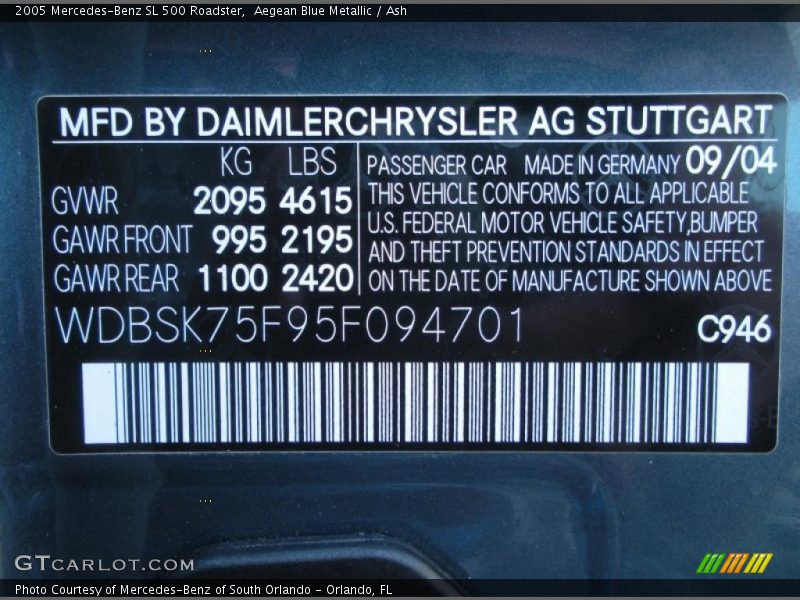 2005 Mercedes-Benz SL 500 Roadster,  Aegean Blue Metallic / Ash
MFD BY DAIMLERCHRYSLER AG STUTTGART
KG LBS
GVWR 2095 4615
GAWR FRONT 995 2195
GAWR REAR 1100 2420
PASSENGER CAR MADE IN GERMANY 09/04
THIS VEHICLE CONFORMS TO ALL APPLICABLE
U.S. FEDERAL MOTOR VEHICLE SAFETY,BUMPER
AND THEFT PREVENTION STANDARDS IN EFFECT
ON THE DATE OF MANUFACTURE SHOWN ABOVE
WDBSK75F95F094701 C946
GTCARLOT.COM
Photo Courtesy of Mercedes-Benz of South Orlando - Orlando, FL